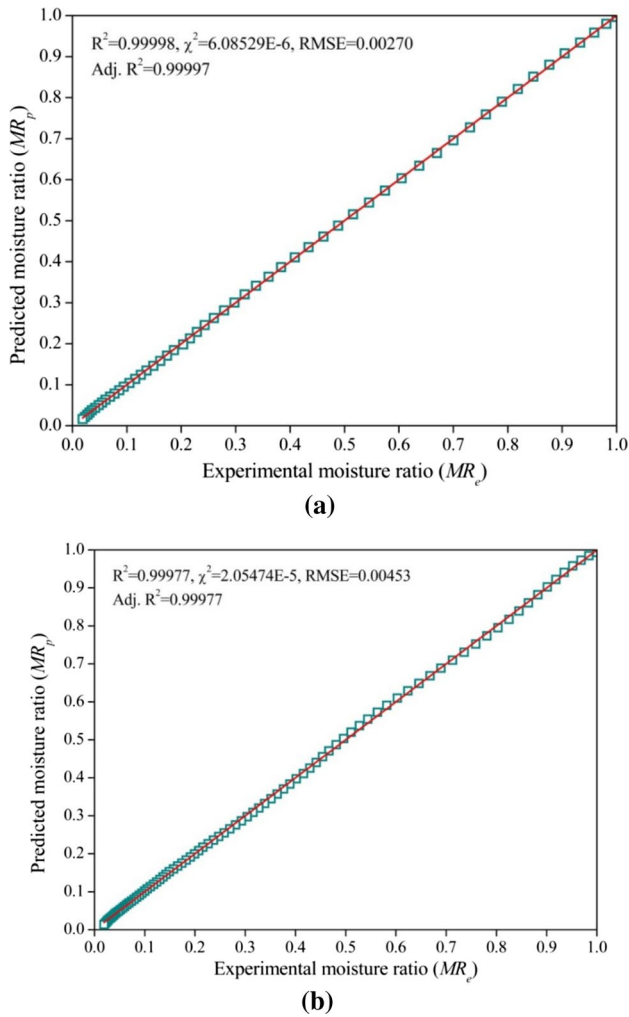 1.0
0.9
0.8
0.7
0.6
0.5
0.4
0.3
0.2
0.1
0.0
Predicted moisture ratio (MRp)
R²=0.99998, χ²=6.08529E-6, RMSE=0.00270
Adj. R²=0.99997
0.0 0.1 0.2 0.3 0.4 0.5 0.6 0.7 0.8 0.9 1.0
Experimental moisture ratio (MRe)
(a)
1.0
0.9
0.8
0.7
0.6
0.5
0.4
0.3
0.2
0.1
0.0
Predicted moisture ratio (MRp)
R²=0.99977, χ²=2.05474E-5, RMSE=0.00453
Adj. R²=0.99977
0.0 0.1 0.2 0.3 0.4 0.5 0.6 0.7 0.8 0.9 1.0
Experimental moisture ratio (MRe)
(b)